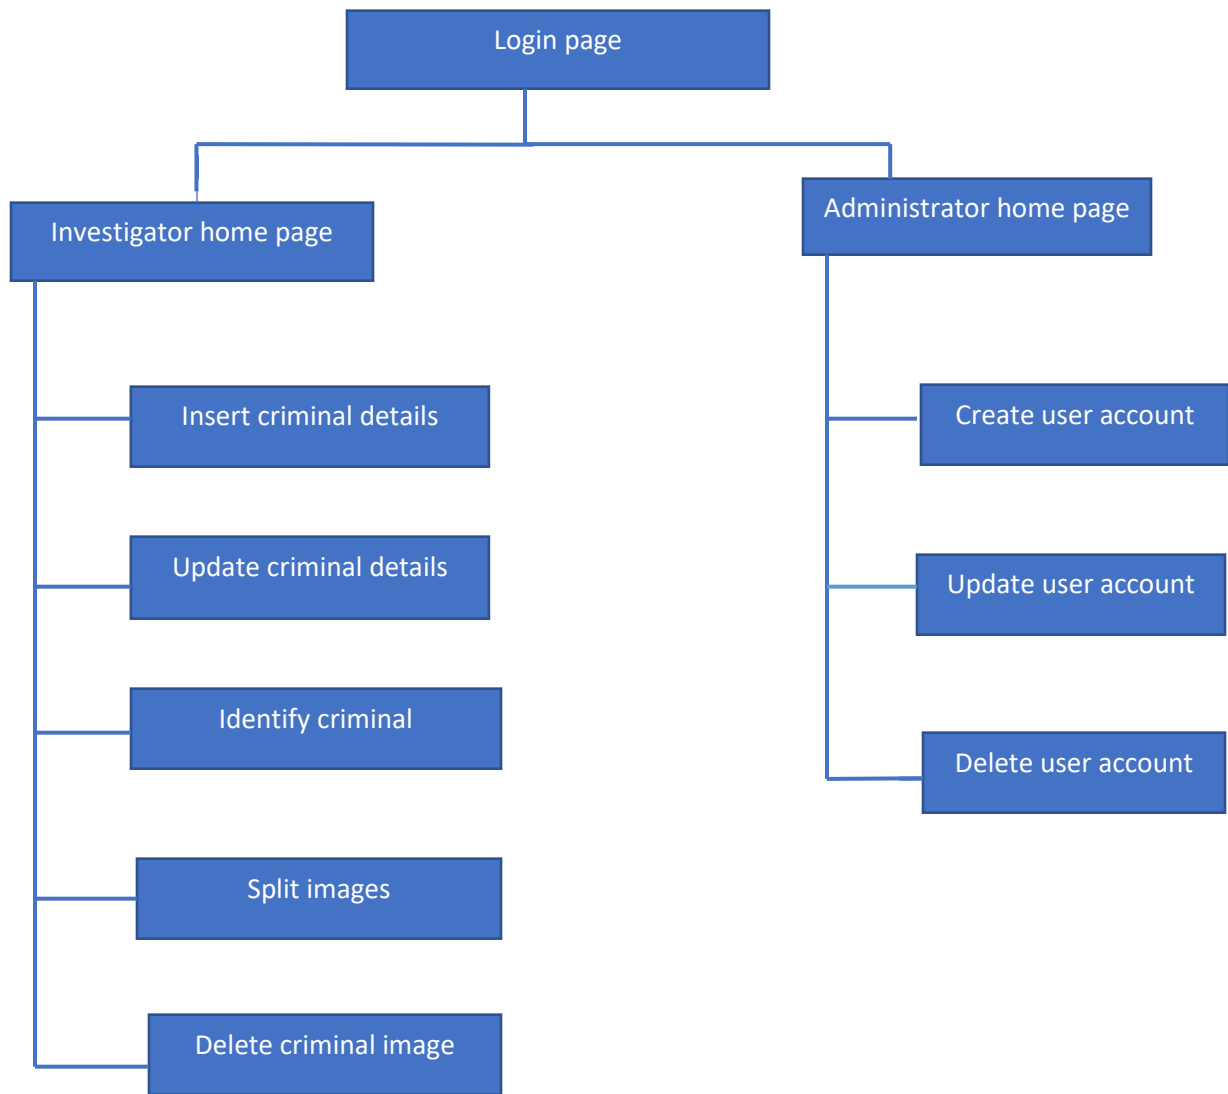 Login page
Investigator home page
Administrator home page
Insert criminal details
Update criminal details
Identify criminal
Split images
Delete criminal image
Create user account
Update user account
Delete user account